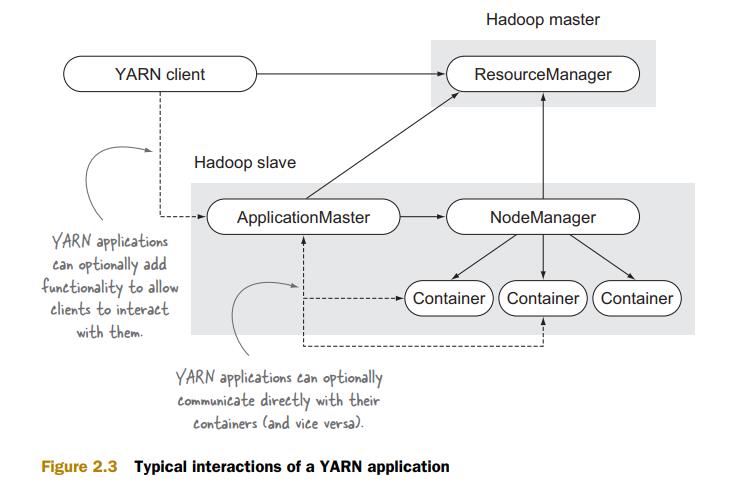 Hadoop master
YARN client
ResourceManager
Hadoop slave
ApplicationMaster
NodeManager
YARN applications
can optionally add
functionality to allow
clients to interact
with them.
Container
Container
Container
YARN applications can optionally
communicate directly with their
containers (and vice versa).
Figure 2.3 Typical interactions of a YARN application